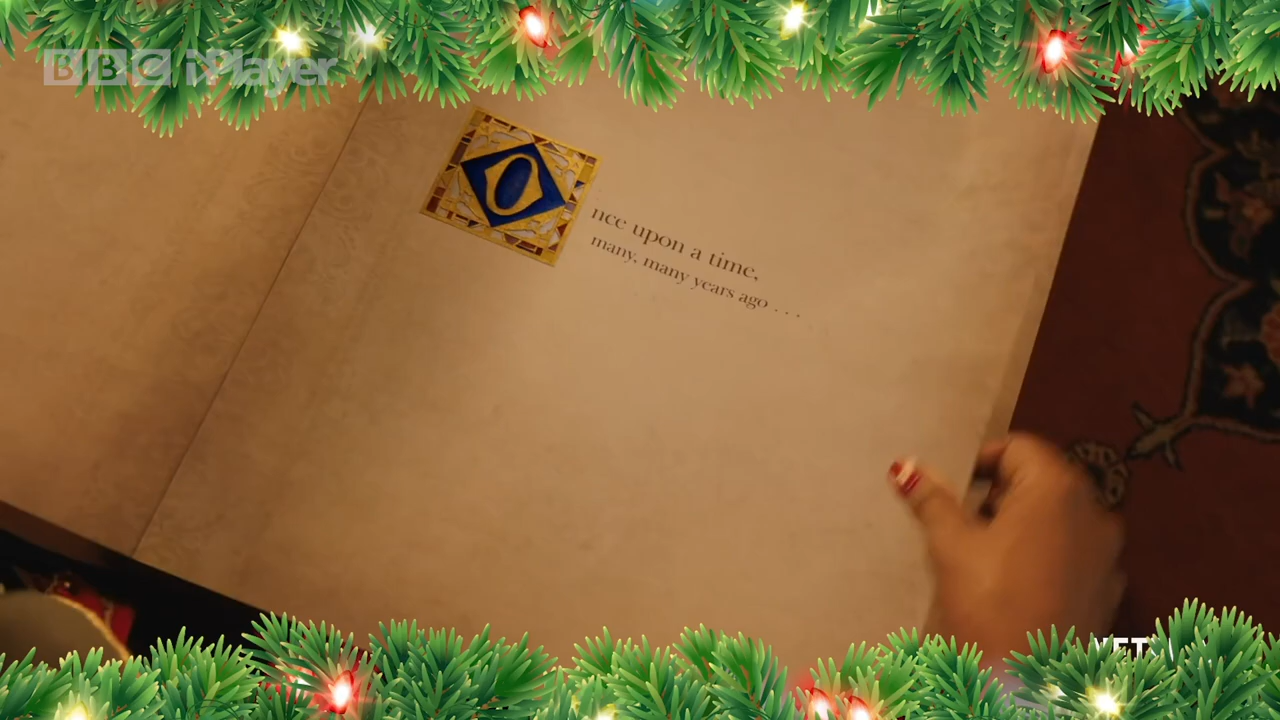 BBC iPlayer
Once upon a time,
many, many years ago . . .